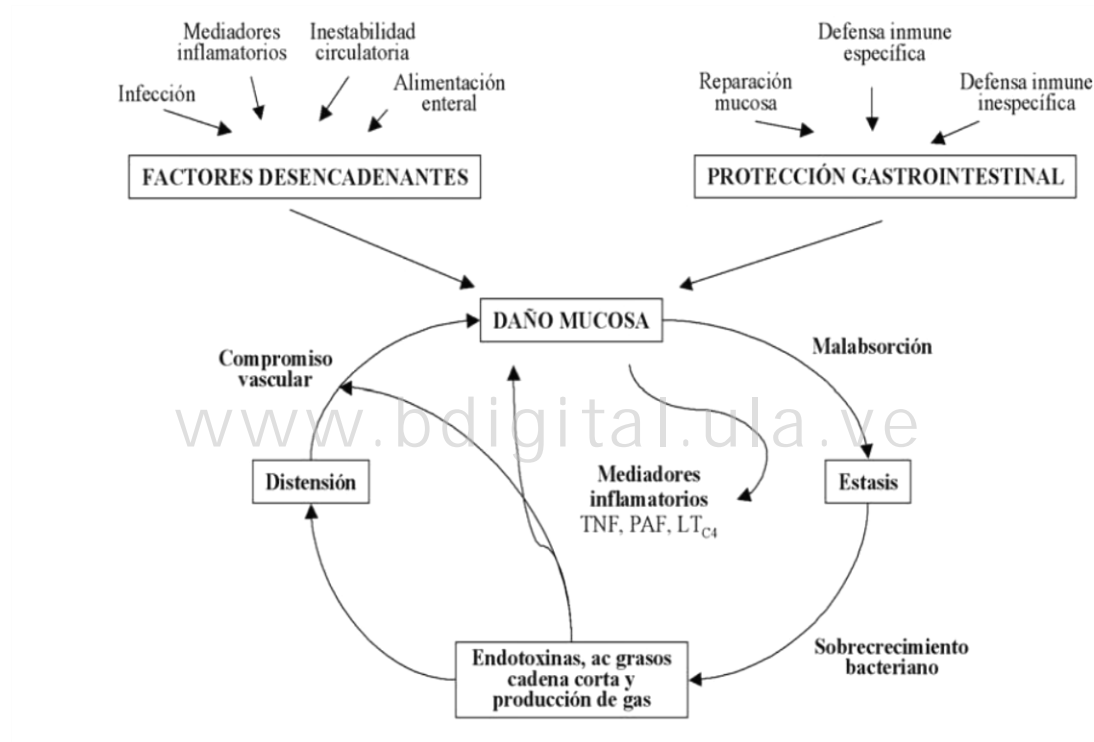 Mediadores
inflamatorios
Inestabilidad
circulatoria
Infección
Alimentación
enteral
Defensa inmune
específica
Reparación
mucosa
Defensa inmune
inespecífica
FACTORES DESENCADENANTES
PROTECCIÓN GASTROINTESTINAL
DAÑO MUCOSA
Malabsorción
Compromiso
vascular
www.bdigital.ula.ve
Distensión
Mediadores
inflamatorios
TNF, PAF, LTC4
Estasis
Sobrecrecimiento
bacteriano
Endotoxinas, ac grasos
cadena corta y
producción de gas